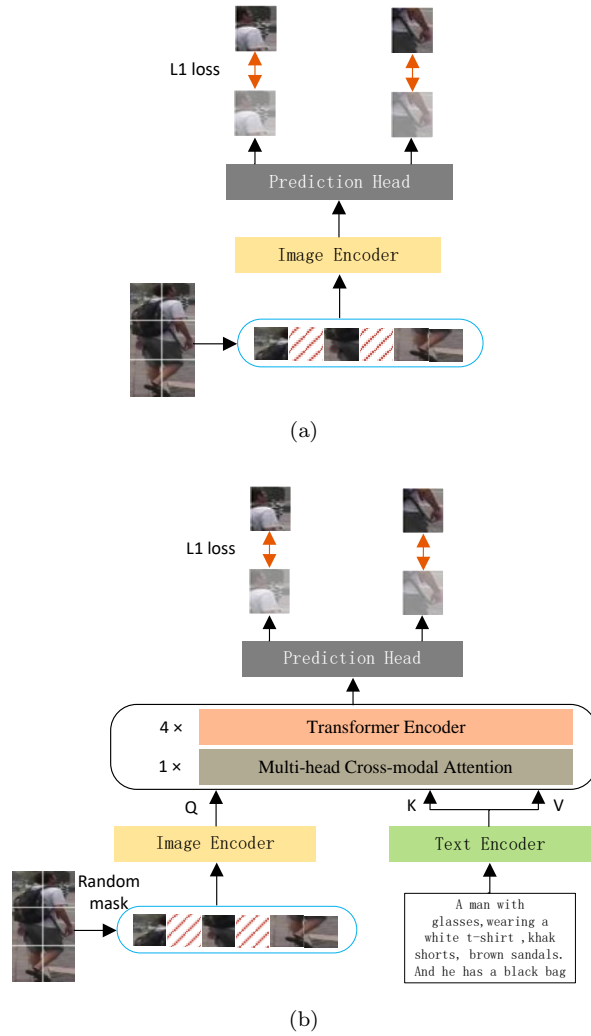 L1 loss
Prediction Head
Image Encoder
(a)
L1 loss
Prediction Head
4 × Transformer Encoder
1 × Multi-head Cross-modal Attention
Q K V
Image Encoder Text Encoder
Random
mask
A man with
glasses,wearing a
white t-shirt ,khak
shorts, brown sandals.
And he has a black bag
(b)